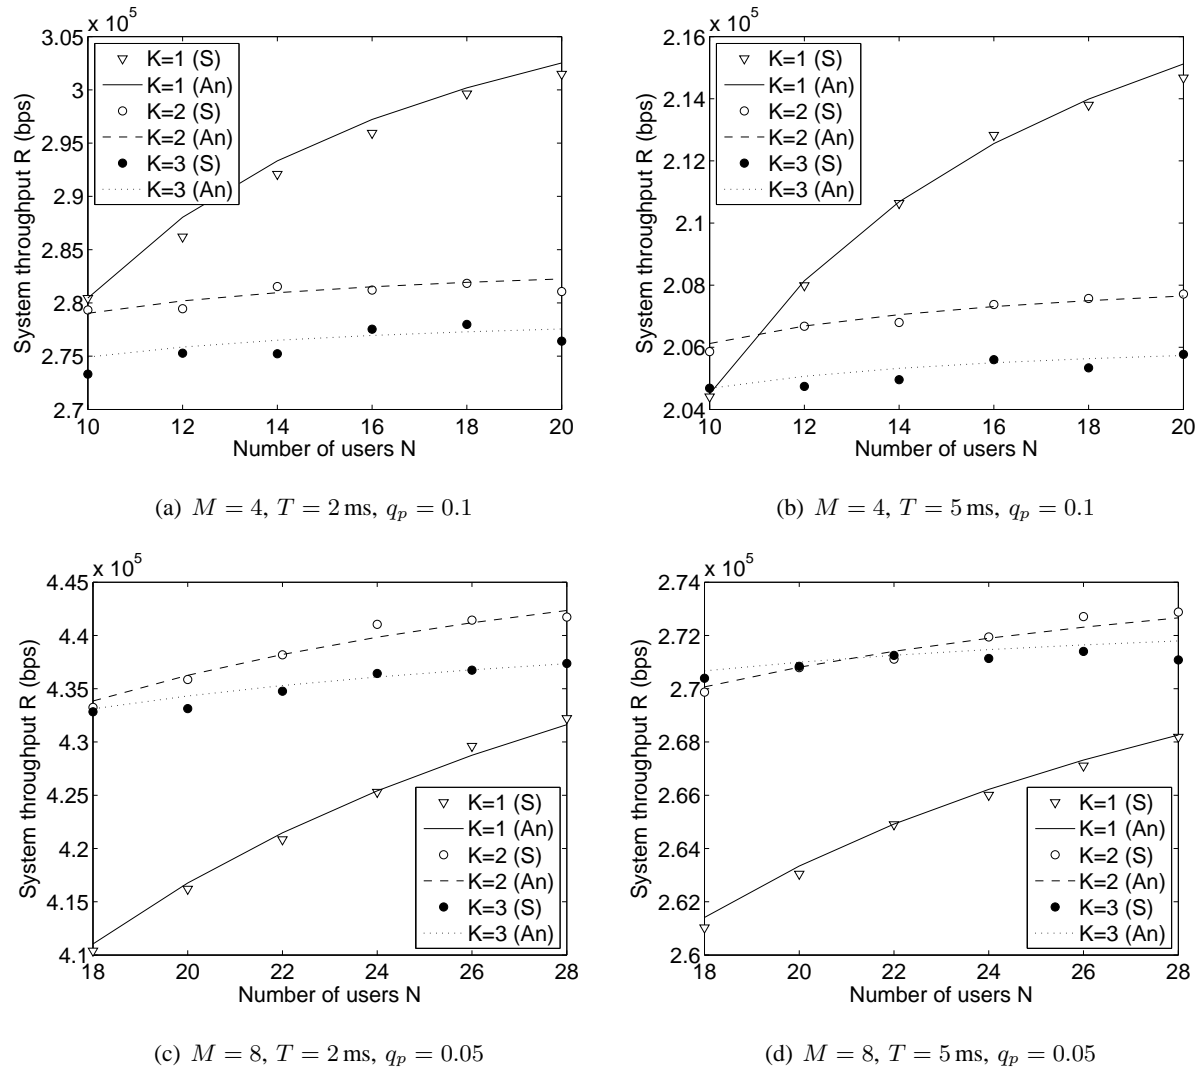 x 10^5
3.05
3
2.95
2.9
2.85
2.8
2.75
2.7
10 12 14 16 18 20
System throughput R (bps)
Number of users N
K=1 (S)
K=1 (An)
K=2 (S)
K=2 (An)
K=3 (S)
K=3 (An)
(a) M = 4, T = 2 ms, q_p = 0.1
x 10^5
2.16
2.14
2.12
2.1
2.08
2.06
2.04
10 12 14 16 18 20
System throughput R (bps)
Number of users N
K=1 (S)
K=1 (An)
K=2 (S)
K=2 (An)
K=3 (S)
K=3 (An)
(b) M = 4, T = 5 ms, q_p = 0.1
x 10^5
4.45
4.4
4.35
4.3
4.25
4.2
4.15
4.1
18 20 22 24 26 28
System throughput R (bps)
Number of users N
K=1 (S)
K=1 (An)
K=2 (S)
K=2 (An)
K=3 (S)
K=3 (An)
(c) M = 8, T = 2 ms, q_p = 0.05
x 10^5
2.74
2.72
2.7
2.68
2.66
2.64
2.61
2.6
18 20 22 24 26 28
System throughput R (bps)
Number of users N
K=1 (S)
K=1 (An)
K=2 (S)
K=2 (An)
K=3 (S)
K=3 (An)
(d) M = 8, T = 5 ms, q_p = 0.05